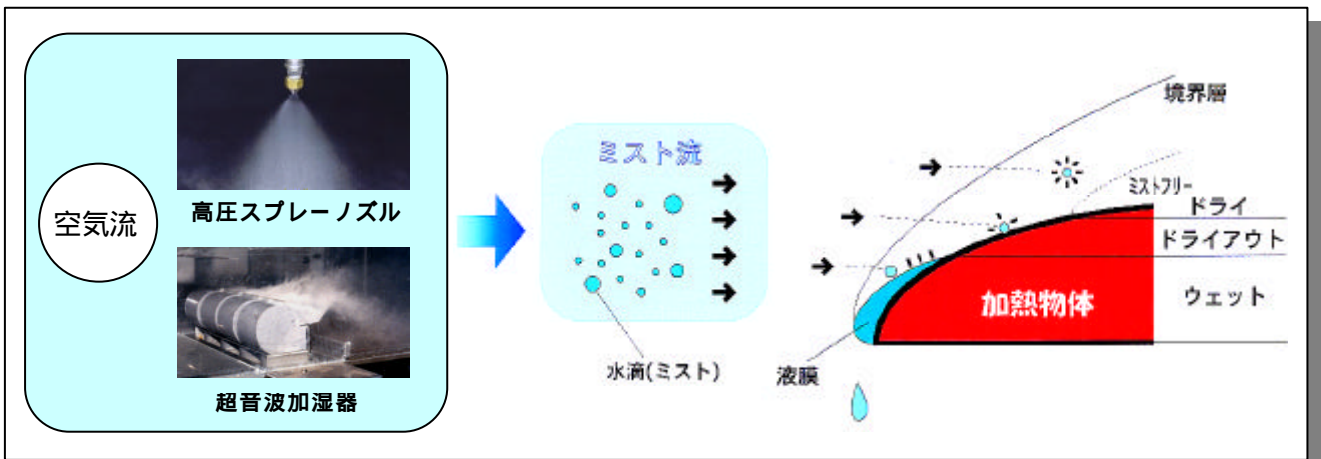 空気流
高圧スプレーノズル
超音波加湿器
ミスト流
水滴(ミスト)
境界層
ミストフリー
ドライ
ドライアウト
ウェット
加熱物体
液膜